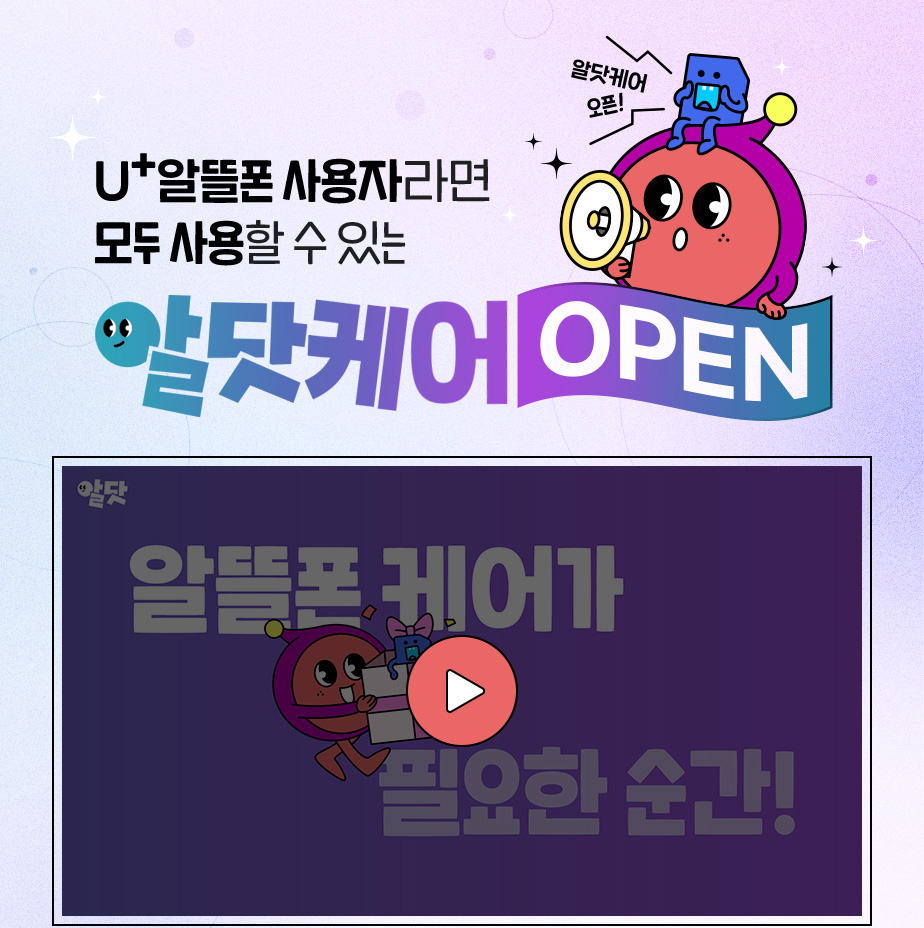 알닷케어
오픈!
U+알뜰폰 사용자라면
모두 사용할 수 있는
알닷케어 OPEN
알닷
알뜰폰 케어가
필요한 순간!